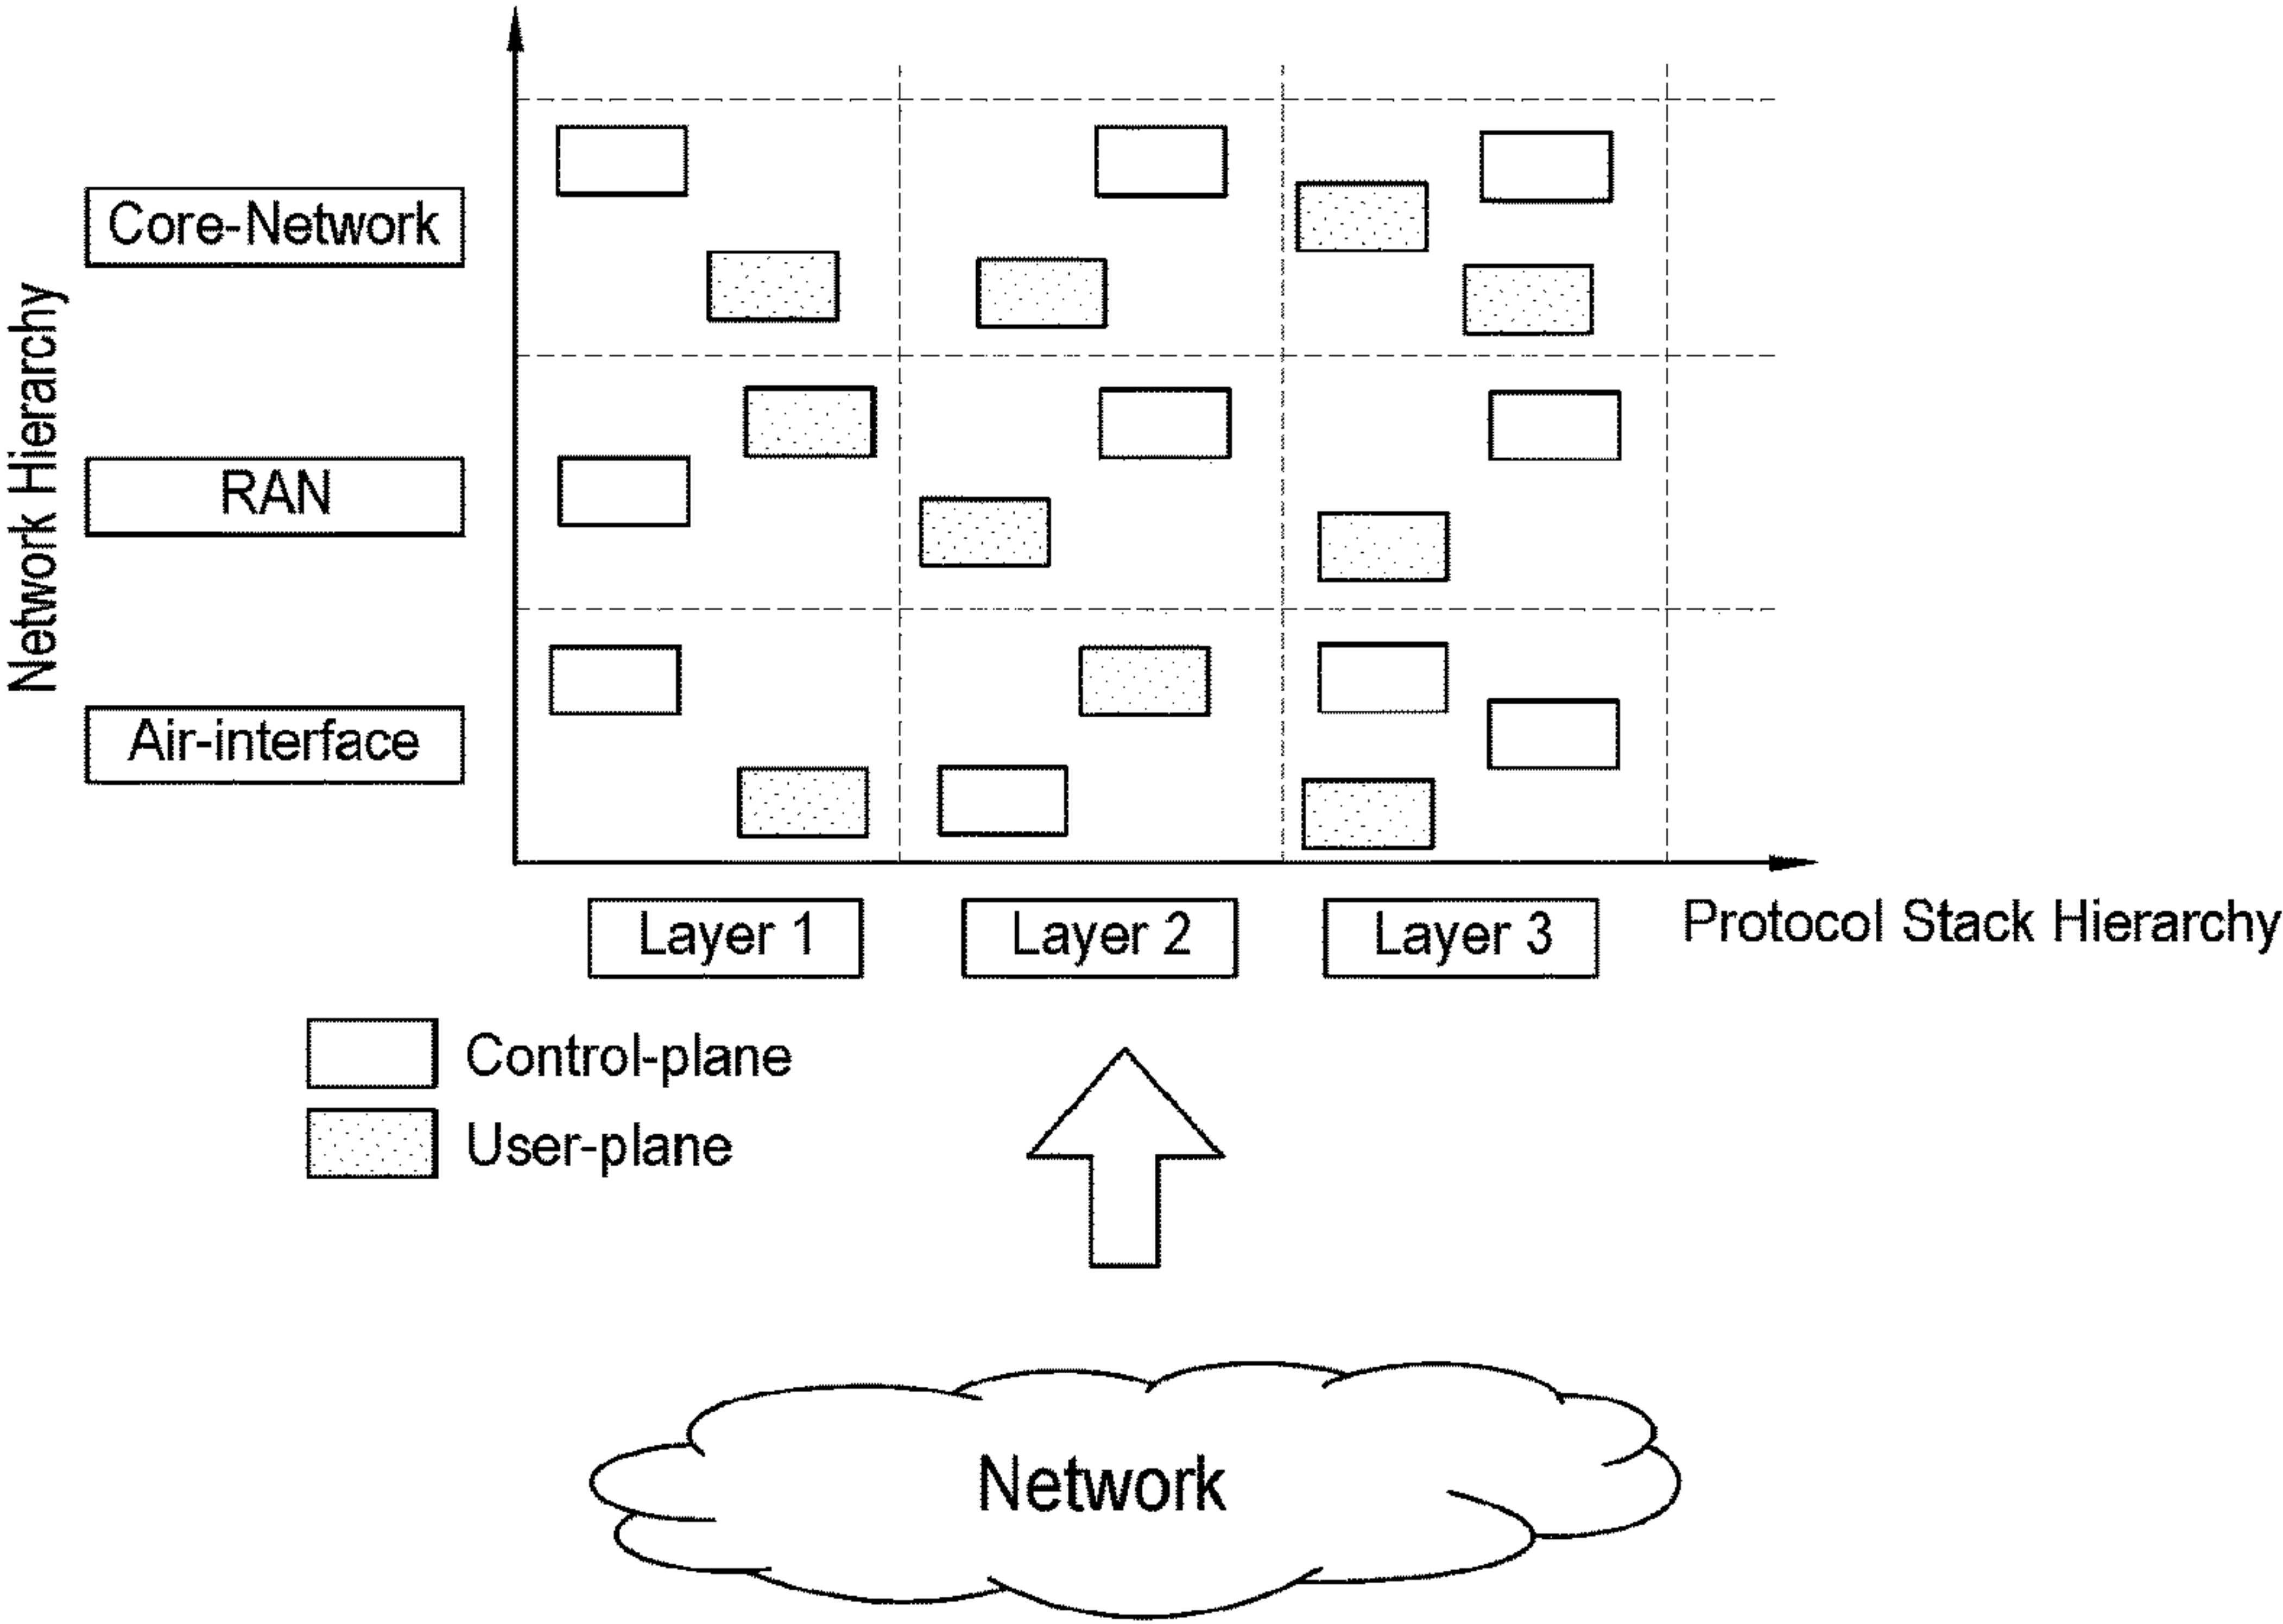 Network Hierarchy
Core-Network
RAN
Air-interface
Layer 1
Layer 2
Layer 3
Protocol Stack Hierarchy
Control-plane
User-plane
Network